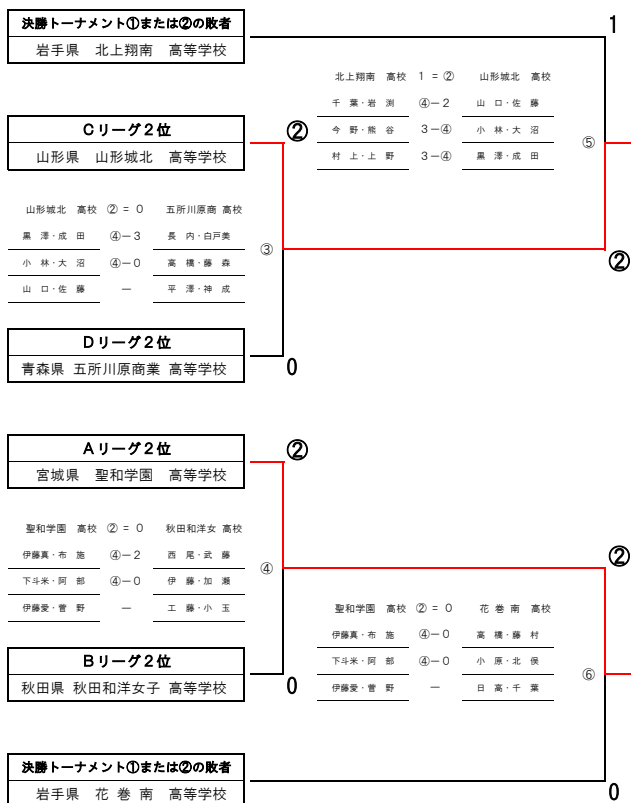 決勝トーナメント①または②の敗者
1
岩手県 北上翔南 高等学校
北上翔南 高校 1 = ② 山形城北 高校
千 葉・岩 渕 ④－2 山 口・佐 藤
Cリーグ2位
②
今 野・熊 谷 3－④ 小 林・大 沼
⑤
山形県 山形城北 高等学校
村 上・上 野 3－④ 黒 澤・成 田
山形城北 高校 ② = 0 五所川原商 高校
黒 澤・成 田 ④－3 長 内・白戸美
③
小 林・大 沼 ④－0 高 橋・藤 森
②
山 口・佐 藤 － 平 澤・神 成
Dリーグ2位
青森県 五所川原商業 高等学校
0
Aリーグ2位
②
宮城県 聖和学園 高等学校
聖和学園 高校 ② = 0 秋田和洋女 高校
伊藤真・布 施 ④－2 西 尾・武 藤
②
下斗米・阿 部 ④－0 伊 藤・加 瀬
④
伊藤愛・菅 野 － 工 藤・小 玉
聖和学園 高校 ② = 0 花 巻 南 高校
伊藤真・布 施 ④－0 高 橋・藤 村
Bリーグ2位
下斗米・阿 部 ④－0 小 原・北 俣
⑥
秋田県 秋田和洋女子 高等学校
0
伊藤愛・菅 野 － 日 高・千 葉
決勝トーナメント①または②の敗者
岩手県 花 巻 南 高等学校
0